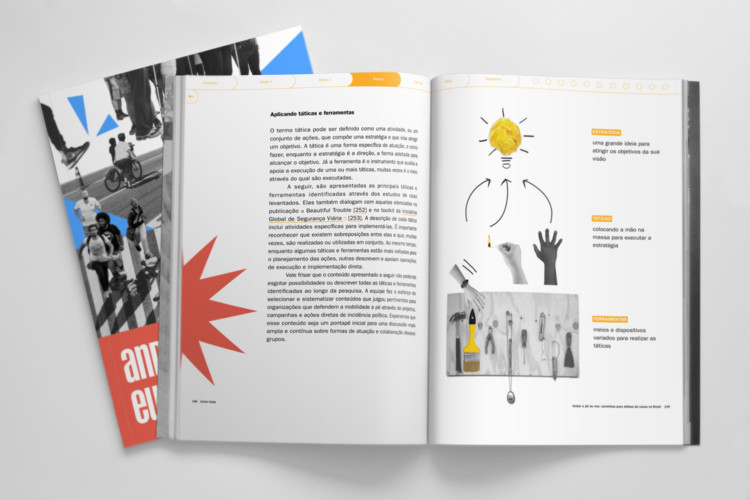 Aplicando táticas e ferramentas
O termo tática pode ser definido como uma atividade, ou um
conjunto de ações, que compõe uma estratégia e que visa atingir
um objetivo. A tática é uma forma específica de atuação, o como
fazer, enquanto a estratégia é a direção, a forma adotada para
alcançar o objetivo. Já a ferramenta é o instrumento que auxilia e
apoia a execução de uma ou mais táticas, muitas vezes é o meio
através do qual são executadas.
A seguir, são apresentadas as principais táticas e
ferramentas identificadas através dos estudos de caso
levantados. Elas também dialogam com aquelas elencadas na
publicação a Beautiful Trouble [252] e no toolkit da Iniciativa
Global de Segurança Viária [253]. A descrição de cada tática
inclui atividades específicas para implementá-las. É importante
reconhecer que existem sobreposições entre elas e que, muitas
vezes, são realizadas ou utilizadas em conjunto. Ao mesmo tempo,
enquanto algumas táticas e ferramentas estão mais voltadas para
o planejamento das ações, outras descrevem e apoiam operações
de execução e implementação direta.
Vale frisar que o conteúdo apresentado a seguir não pretende
esgotar possibilidades ou descrever todas as táticas e ferramentas
identificadas ao longo da pesquisa. A equipe fez o esforço de
selecionar e sistematizar conteúdos que julgou pertinentes para
organizações que defendem a mobilidade a pé através de projetos,
campanhas e ações diretas de incidência política. Esperamos que
esse conteúdo seja um pontapé inicial para uma discussão mais
ampla e contínua sobre formas de atuação e colaboração desses
grupos.
ESTRATÉGIA
uma grande ideia para
atingir os objetivos da sua
visão
TÁTICAS
colocando a mão na
massa para executar a
estratégia
FERRAMENTAS
meios e dispositivos
variados para realizar as
táticas